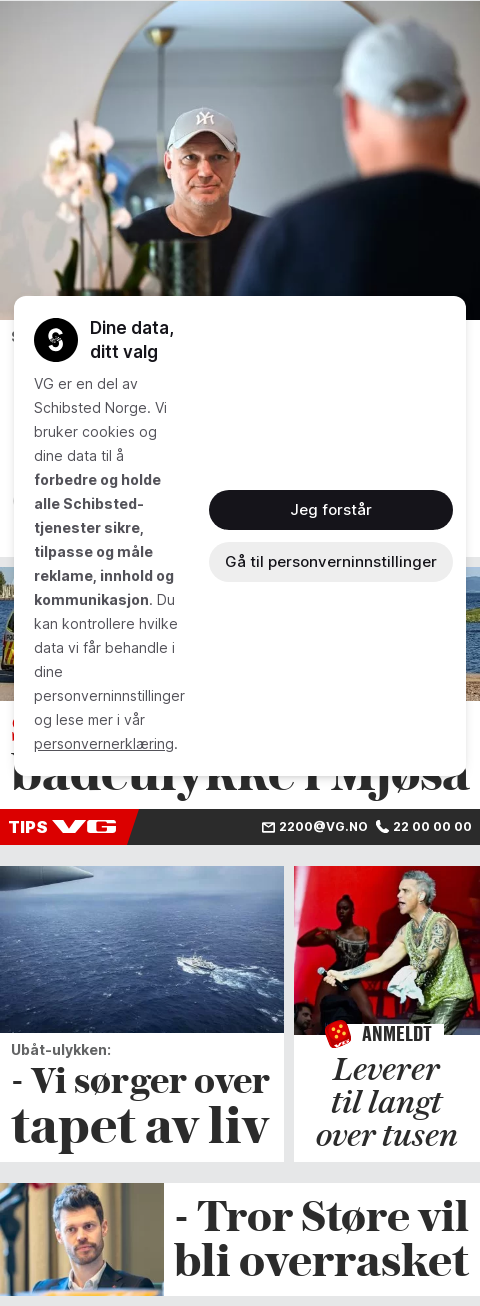 Dine data,
ditt valg
VG er en del av
Schibsted Norge. Vi
bruker cookies og
dine data til å
forbedre og holde
alle Schibsted-
tjenester sikre,
tilpasse og måle
reklame, innhold og
kommunikasjon. Du
kan kontrollere hvilke
data vi får behandle i
dine
personverninnstillinger
og lese mer i vår
personvernerklæring.
Jeg forstår
Gå til personverninnstillinger
badeulykke i Mjøsa
TIPS VG
2200@VG.NO 22 00 00 00
Ubåt-ulykken:
- Vi sørger over
tapet av liv
VG
ANMELDT
Leverer
til langt
over tusen
- Tror Støre vil
bli overrasket